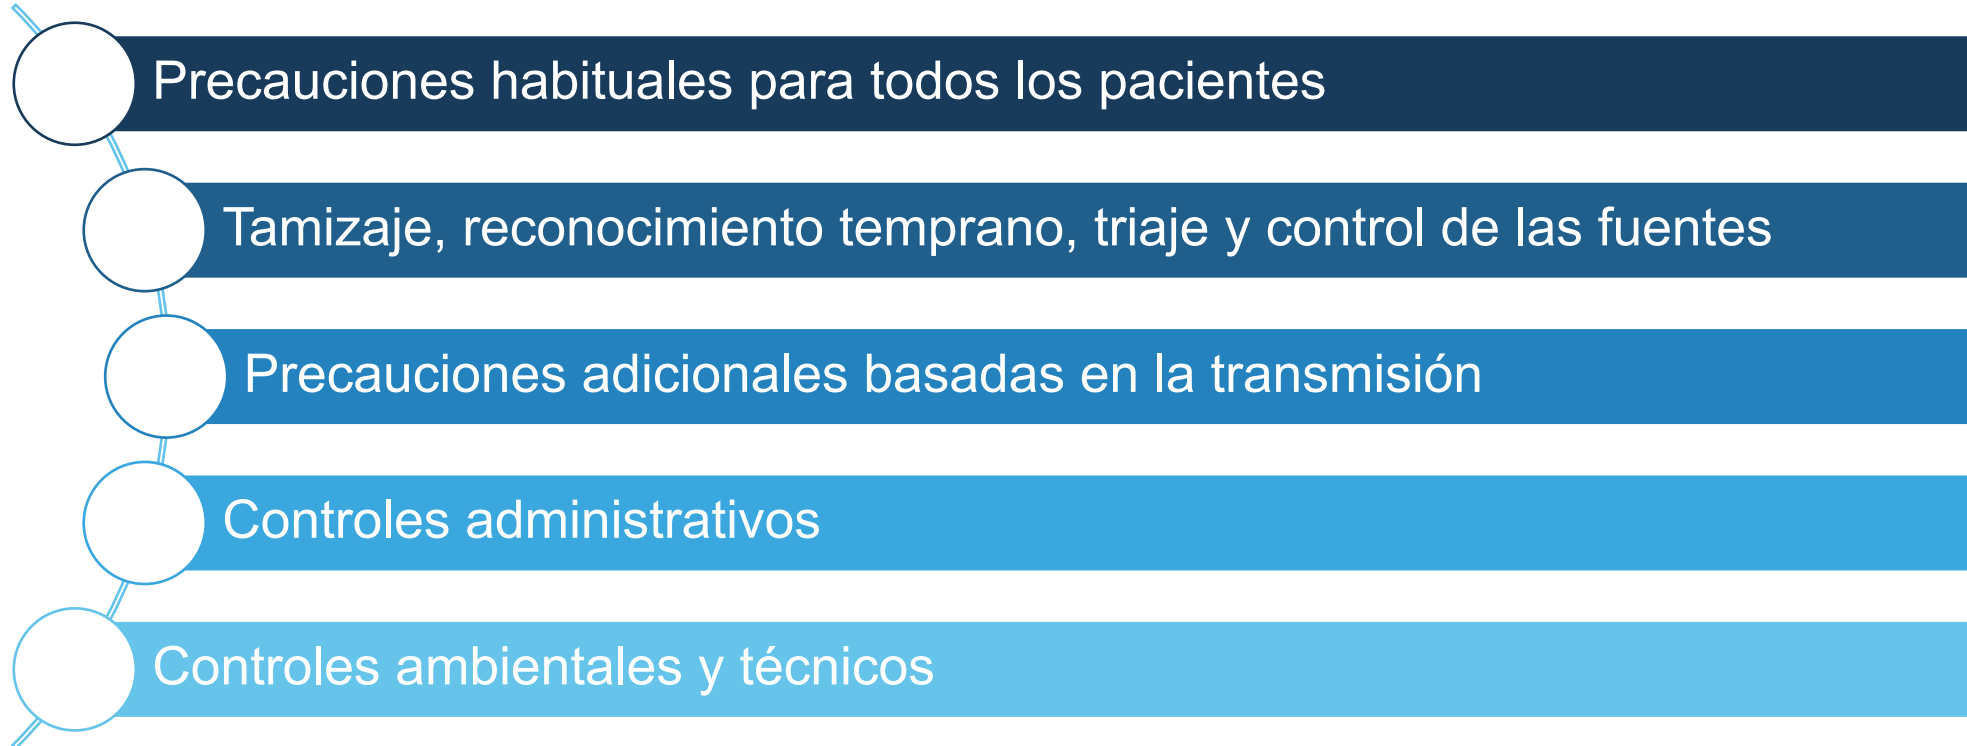 Precauciones habituales para todos los pacientes
Tamizaje, reconocimiento temprano, triaje y control de las fuentes
Precauciones adicionales basadas en la transmisión
Controles administrativos
Controles ambientales y técnicos